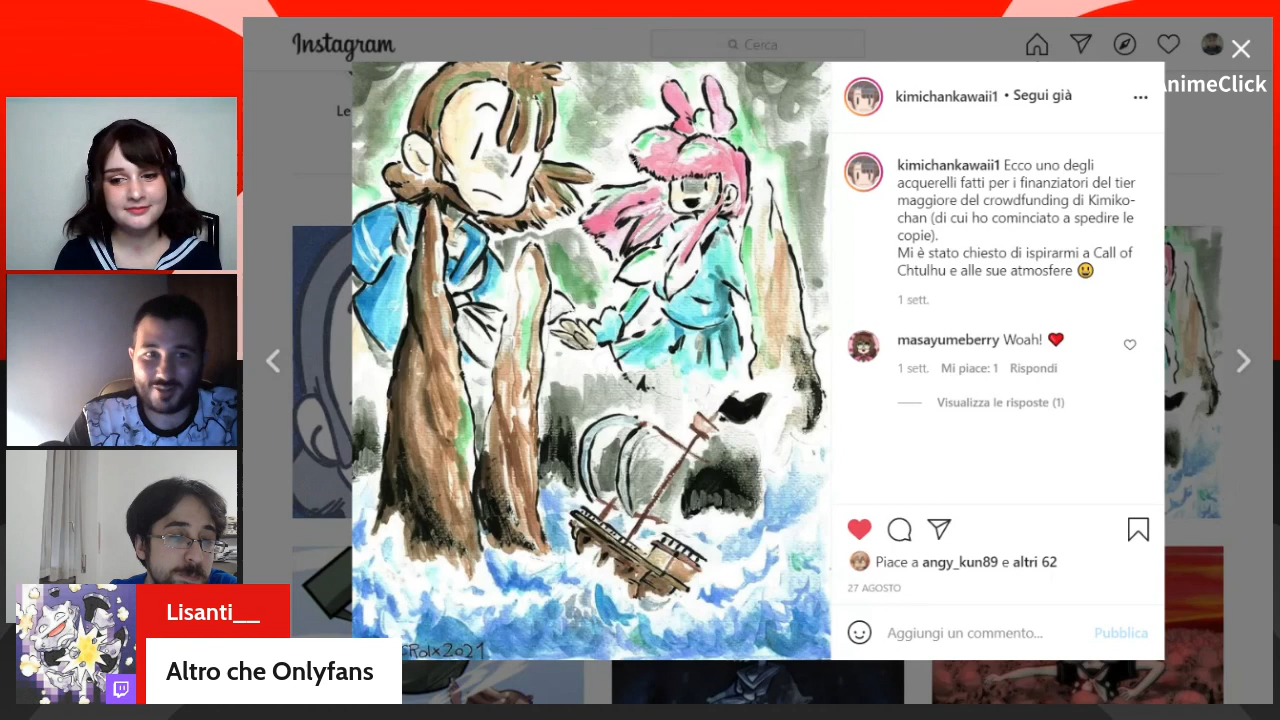 Instagram
Cerca
AnimeClick
Le
kimichankawaii1 • Segui già
kimichankawaii1 Ecco uno degli
acquerelli fatti per i finanziatori del tier
maggiore del crowdfunding di Kimiko-
chan (di cui ho cominciato a spedire le
copie).
Mi è stato chiesto di ispirarmi a Call of
Chtulhu e alle sue atmosfere
1 sett.
masayumeberry Woah!
1 sett. Mi piace: 1 Rispondi
Visualizza le risposte (1)
Piace a angy_kun89 e altri 62
27 AGOSTO
Aggiungi un commento...
Pubblica
Lisanti__
Altro che Onlyfans